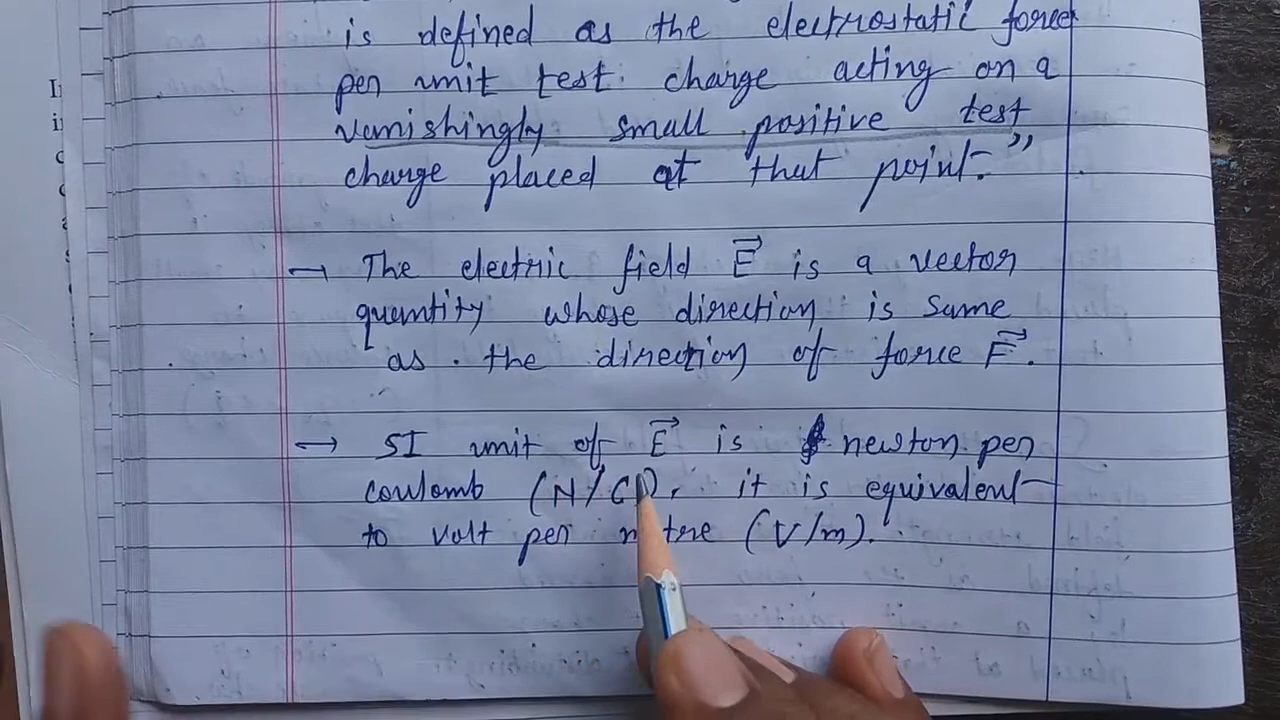 is defined as the electrostatic force
per unit test charge acting on a
vanishingly small positive test
charge placed at that point."
→ The electric field E⃗ is a vector
quantity whose direction is same
as the direction of force F⃗.
→ SI unit of E⃗ is newton per
coulomb (N/C), it is equivalent
to volt per metre (V/m).